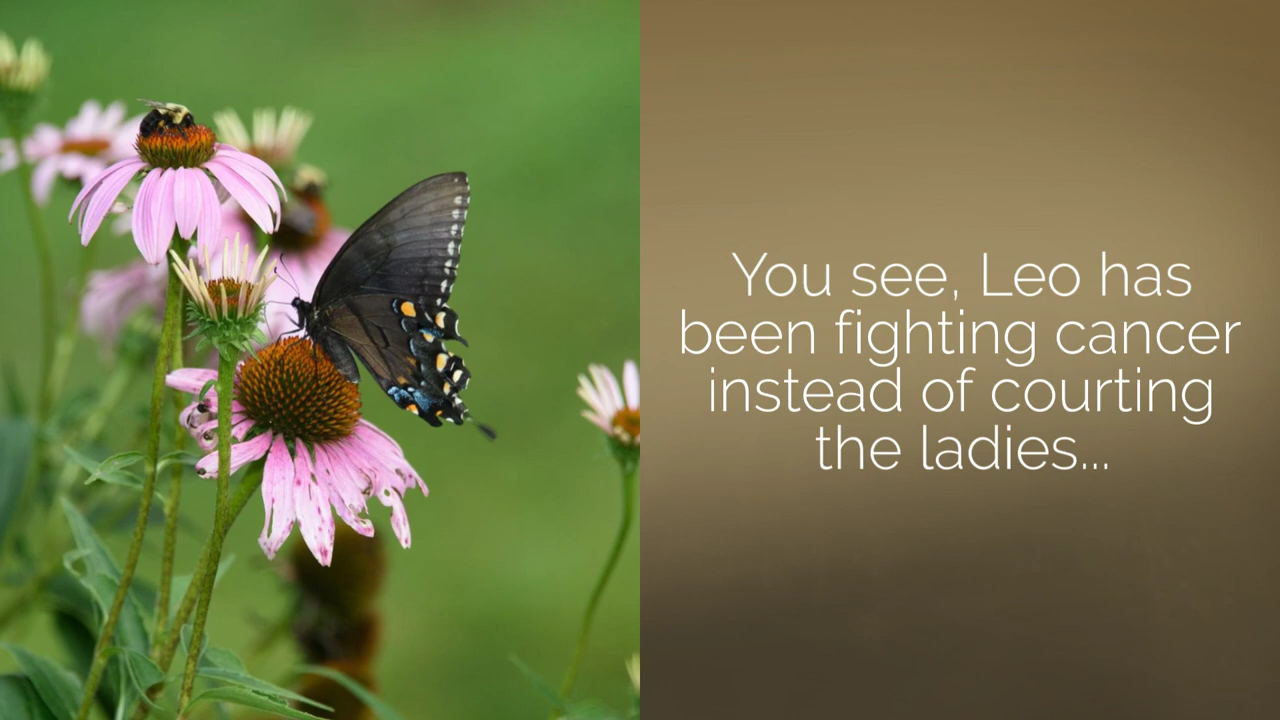 You see, Leo has
been fighting cancer
instead of courting
the ladies...